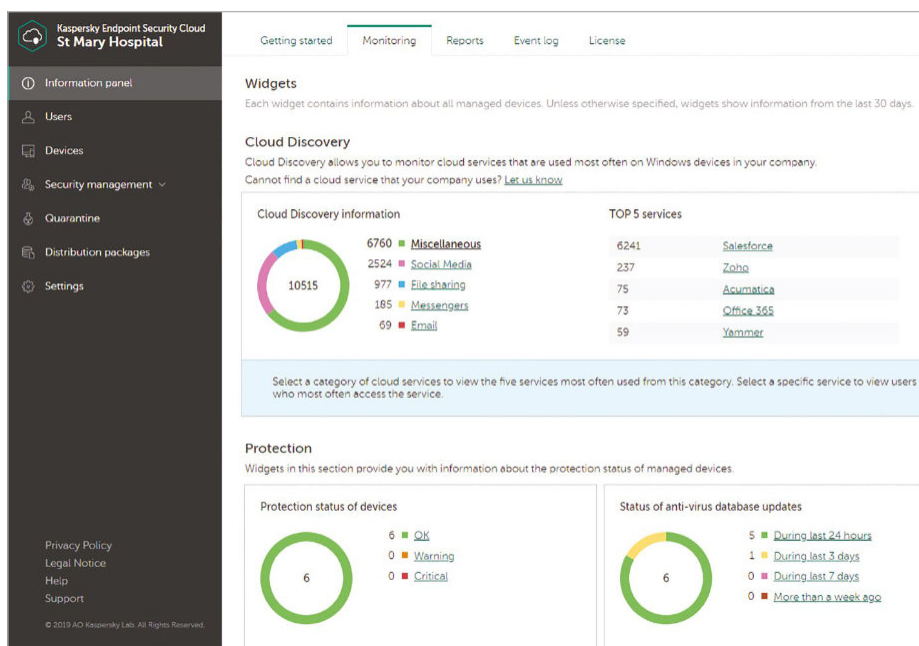 Kaspersky Endpoint Security Cloud
St Mary Hospital
Information panel
Users
Devices
Security management
Quarantine
Distribution packages
Settings
Privacy Policy
Legal Notice
Help
Support
© 2019 AO Kaspersky Lab. All Rights Reserved.
Getting started Monitoring Reports Event log License
Widgets
Each widget contains information about all managed devices. Unless otherwise specified, widgets show information from the last 30 days.
Cloud Discovery
Cloud Discovery allows you to monitor cloud services that are used most often on Windows devices in your company.
Cannot find a cloud service that your company uses? Let us know
Cloud Discovery information
10515
6760 Miscellaneous
2524 Social Media
977 File sharing
185 Messengers
69 Email
TOP 5 services
6241 Salesforce
237 Zoho
75 Acumatica
73 Office 365
59 Yammer
Select a category of cloud services to view the five services most often used from this category. Select a specific service to view users
who most often access the service.
Protection
Widgets in this section provide you with information about the protection status of managed devices.
Protection status of devices
6
6 OK
0 Warning
0 Critical
Status of anti-virus database updates
6
5 During last 24 hours
1 During last 3 days
0 During last 7 days
0 More than a week ago